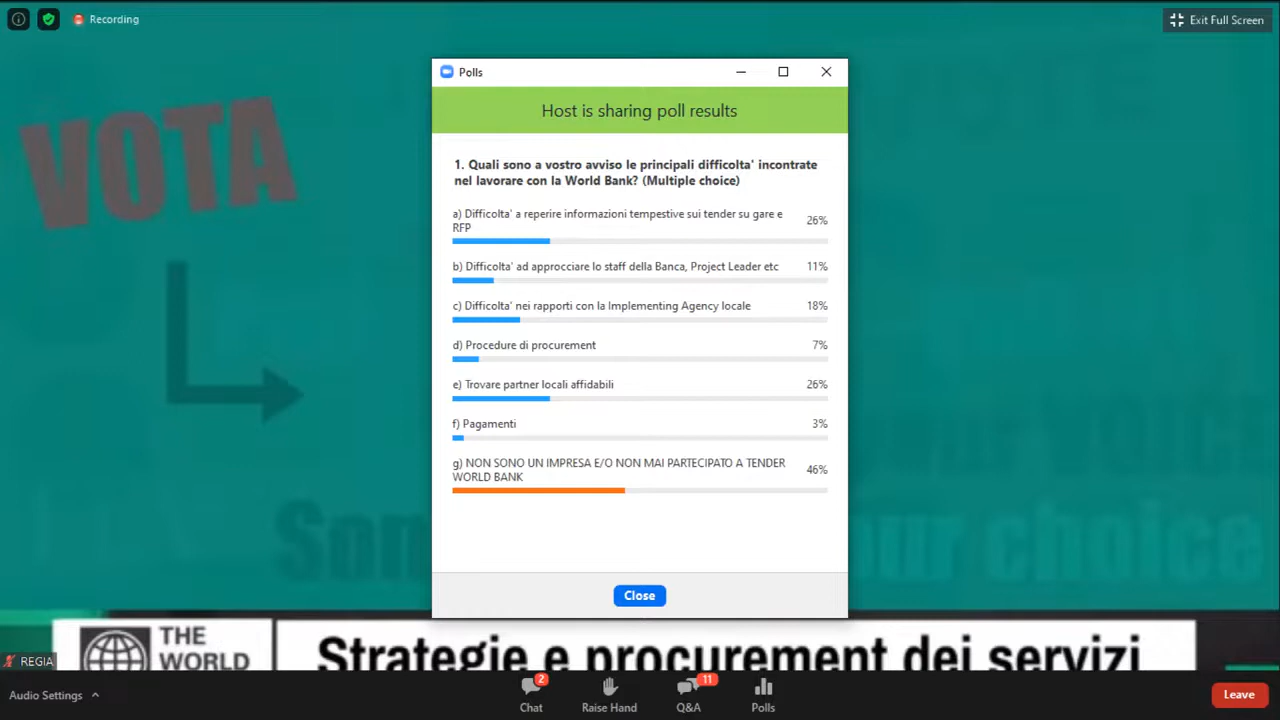 Recording
Exit Full Screen
VOTA
Polls
Host is sharing poll results
1. Quali sono a vostro avviso le principali difficolta' incontrate
nel lavorare con la World Bank? (Multiple choice)
a) Difficolta' a reperire informazioni tempestive sui tender su gare e
RFP
26%
b) Difficolta' ad approcciare lo staff della Banca, Project Leader etc
11%
c) Difficolta' nei rapporti con la Implementing Agency locale
18%
d) Procedure di procurement
7%
e) Trovare partner locali affidabili
26%
f) Pagamenti
3%
g) NON SONO UN IMPRESA E/O NON MAI PARTECIPATO A TENDER
WORLD BANK
46%
Close
choice
THE
WORLD
Strategie e procurement dei servizi
REGIA
Audio Settings
2
Chat
Raise Hand
11
Q&A
Polls
Leave